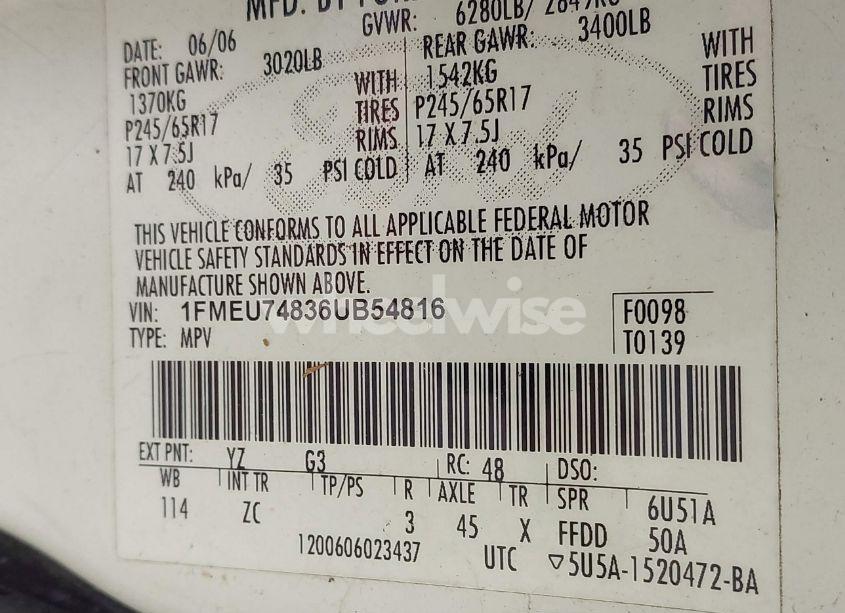 MFD. BY FORD
GVWR: 6280LB/ 2849KG
DATE: 06/06
FRONT GAWR: 3020LB
REAR GAWR: 3400LB
1370KG WITH
1542KG WITH
P245/65R17 TIRES
P245/65R17 TIRES
17 X 7.5J RIMS
17 X 7.5J RIMS
AT 240 kPa/ 35 PSI COLD
AT 240 kPa/ 35 PSI COLD
THIS VEHICLE CONFORMS TO ALL APPLICABLE FEDERAL MOTOR
VEHICLE SAFETY STANDARDS IN EFFECT ON THE DATE OF
MANUFACTURE SHOWN ABOVE.
VIN: 1FMEU74836UB54816
TYPE: MPV
F0098
T0139
wheelwise
EXT PNT: YZ G3 RC: 48 DSO:
WB INT TR TP/PS R AXLE TR SPR 6U51A
114 ZC 3 45 X FFDD 50A
1200606023437 UTC ▽5U5A-1520472-BA